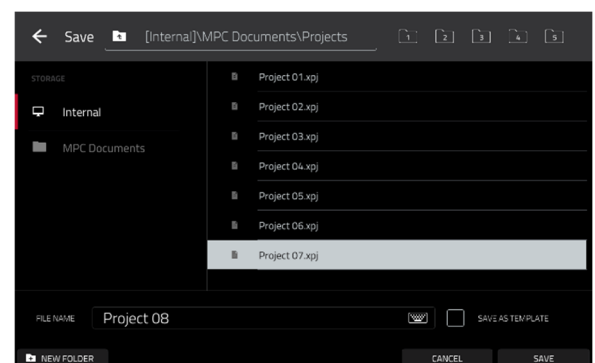 Save [Internal]\MPC Documents\Projects 1 2 3 4 5
STORAGE
Internal
MPC Documents
Project 01.xpj
Project 02.xpj
Project 03.xpj
Project 04.xpj
Project 05.xpj
Project 06.xpj
Project 07.xpj
FILE NAME Project 08 SAVE AS TEMPLATE
NEW FOLDER CANCEL SAVE